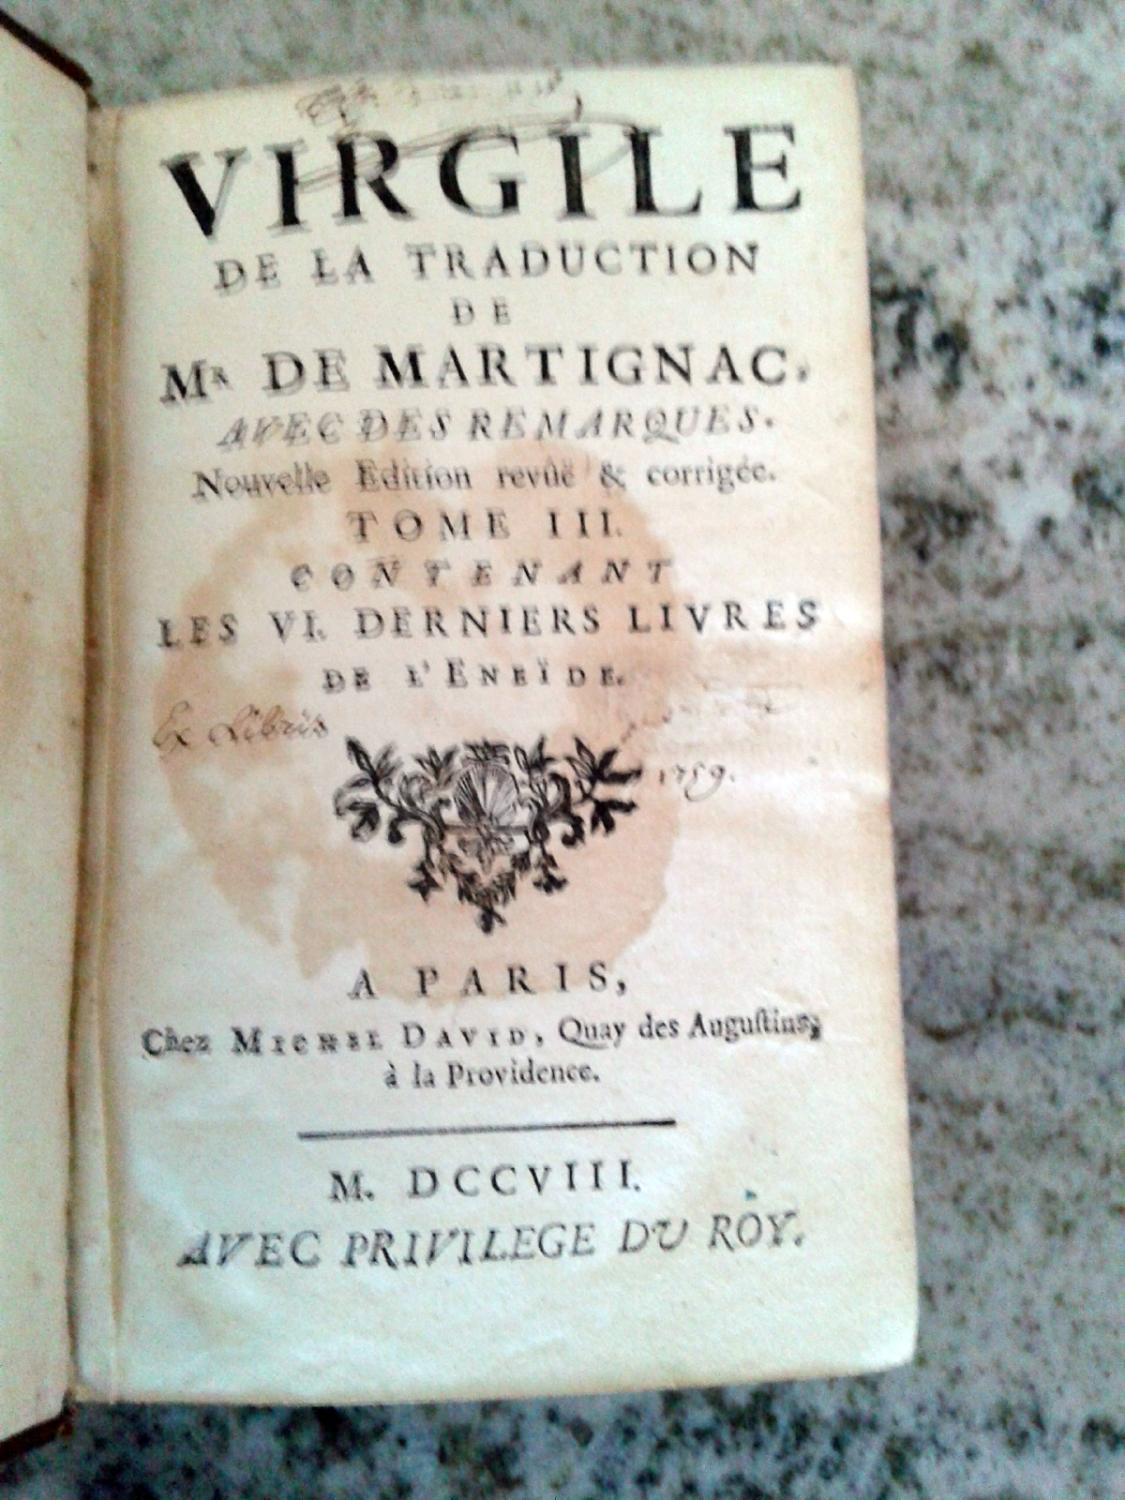 VIRGILE
DE LA TRADUCTION
DE
MR DE MARTIGNAC.
AVEC DES REMARQUES.
Nouvelle Edition revûë & corrigée.
TOME III.
CONTENANT
LES VI. DERNIERS LIVRES
DE L'ENEÏDE.
Ex Libris
1759.
A PARIS,
Chez MICHEL DAVID, Quay des Auguſtins,
à la Providence.
M. DCCVIII.
AVEC PRIVILEGE DU ROY.